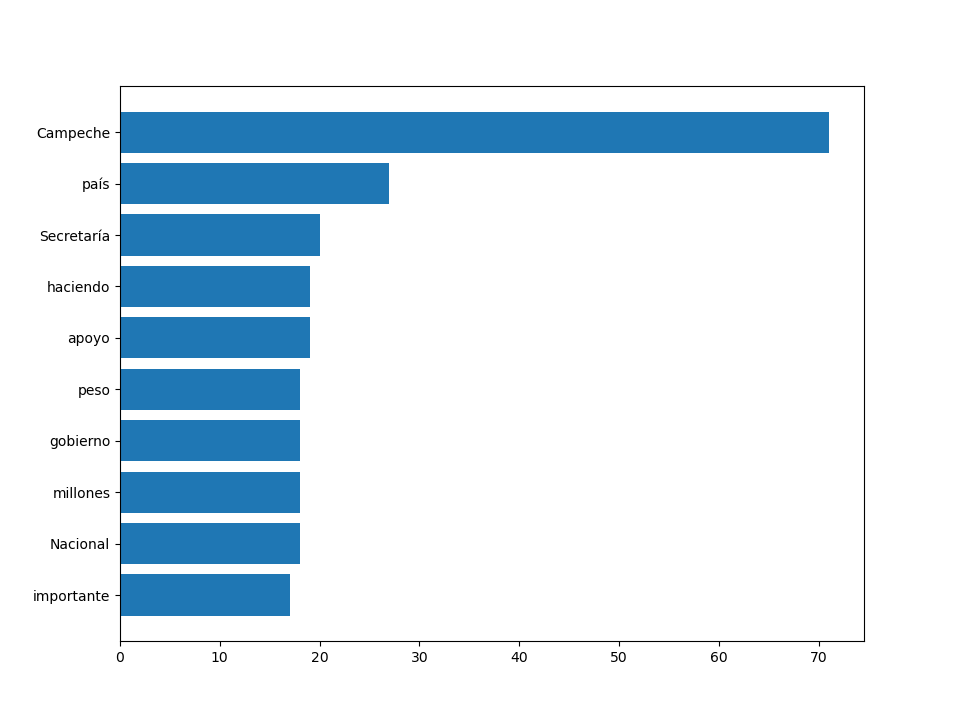 Campeche
país
Secretaría
haciendo
apoyo
peso
gobierno
millones
Nacional
importante
0 10 20 30 40 50 60 70